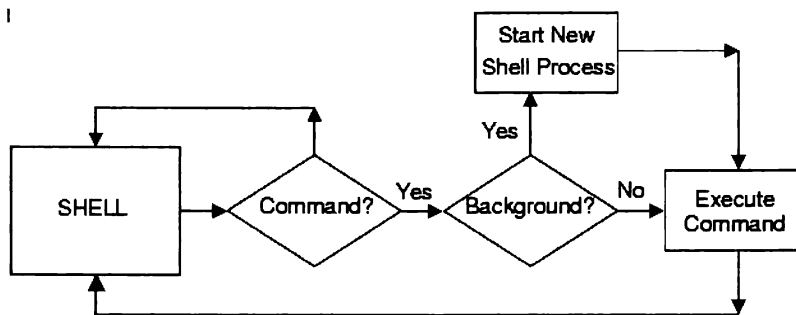 Start New
Shell Process
Yes
SHELL
Command?
Yes
Background?
No
Execute
Command